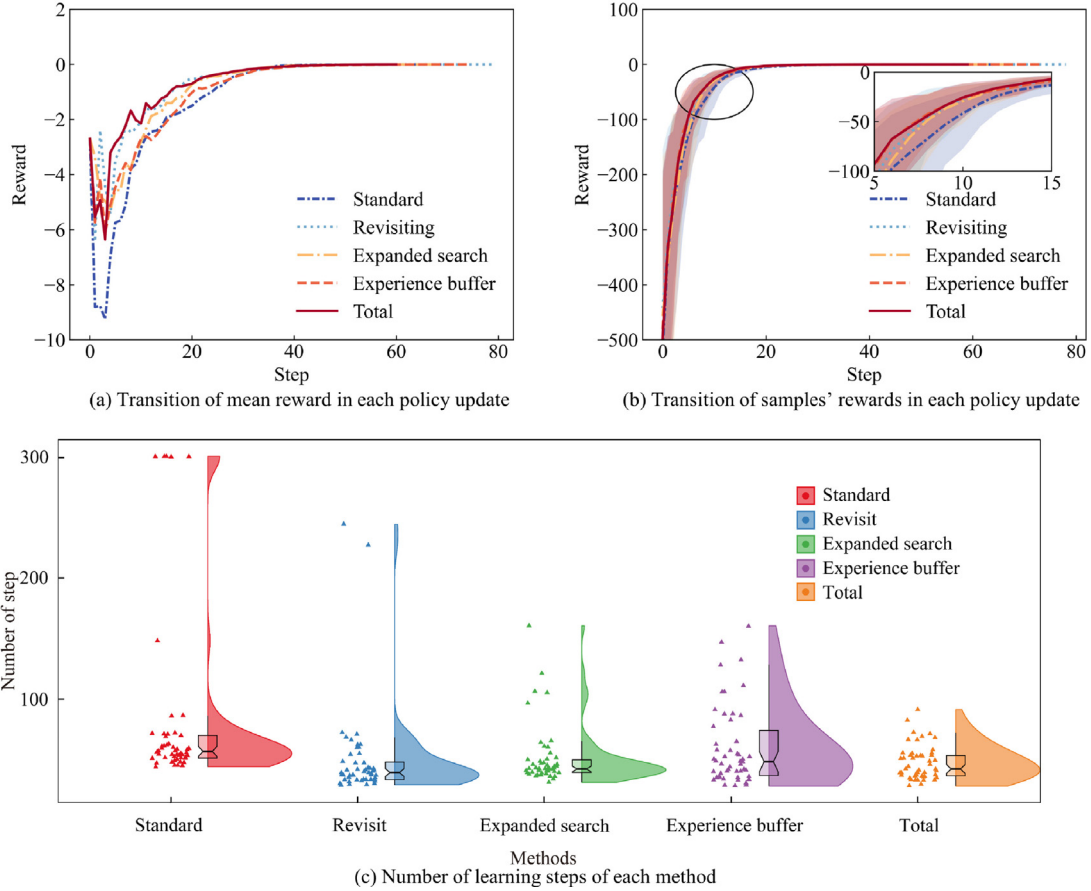 2
0
−2
−4
−6
−8
−10
Reward
0
20
40
60
80
Step
Standard
Revisiting
Expanded search
Experience buffer
Total
(a) Transition of mean reward in each policy update
100
0
−100
−200
−300
−400
−500
Reward
0
20
40
60
80
Step
0
−50
−100
5
10
15
Standard
Revisiting
Expanded search
Experience buffer
Total
(b) Transition of samples’ rewards in each policy update
300
200
100
Number of step
Standard
Revisit
Expanded search
Experience buffer
Total
Standard
Revisit
Expanded search
Experience buffer
Total
Methods
(c) Number of learning steps of each method